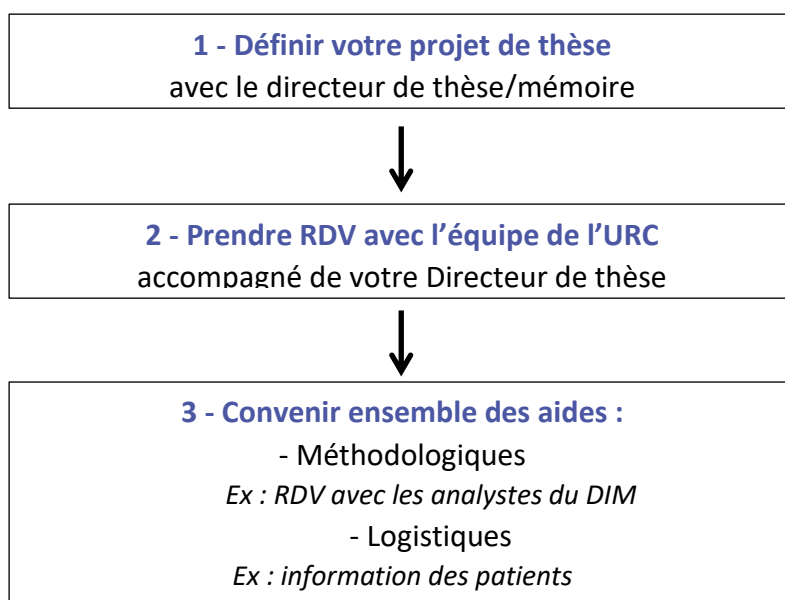 1 - Définir votre projet de thèse
avec le directeur de thèse/mémoire
2 - Prendre RDV avec l’équipe de l’URC
accompagné de votre Directeur de thèse
3 - Convenir ensemble des aides :
- Méthodologiques
Ex : RDV avec les analystes du DIM
- Logistiques
Ex : information des patients